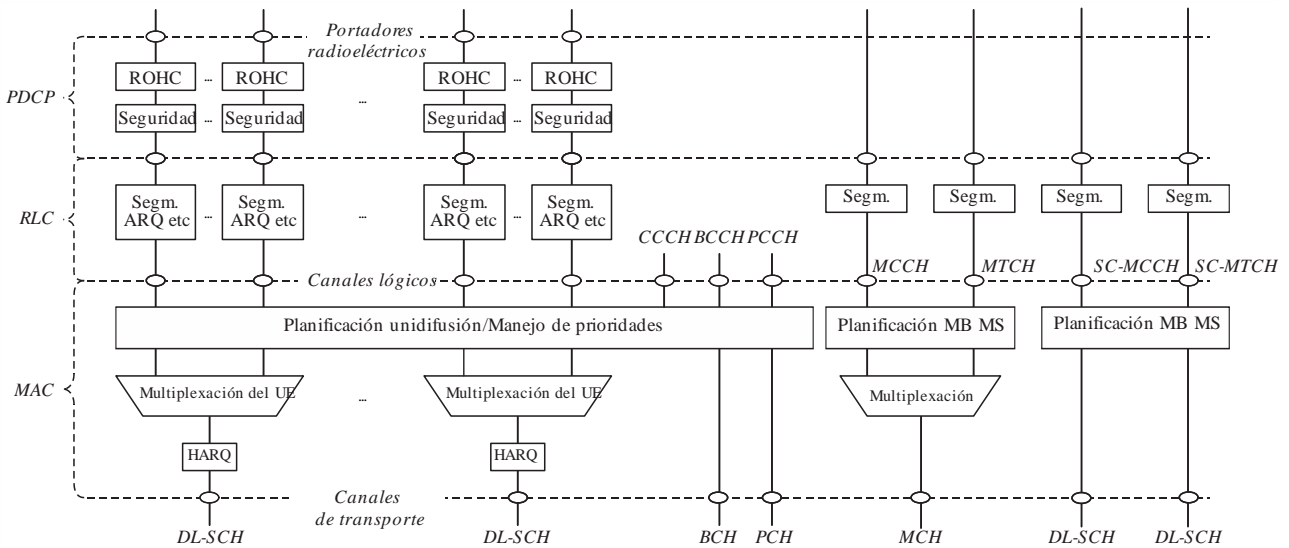 Portadores
radioeléctricos
ROHC ... ROHC ROHC ... ROHC
PDCP
...
Seguridad ... Seguridad Seguridad ... Seguridad
Segm. Segm. Segm. Segm. Segm. Segm. Segm. Segm.
RLC
ARQ etc ... ARQ etc ... ARQ etc ... ARQ etc
CCCH BCCH PCCH
MCCH MTCH SC-MCCH SC-MTCH
Canales lógicos
Planificación unidifusión/Manejo de prioridades Planificación MB MS Planificación MB MS
MAC
Multiplexación del UE ... Multiplexación del UE Multiplexación
HARQ HARQ
Canales
de transporte
DL-SCH DL-SCH BCH PCH MCH DL-SCH DL-SCH